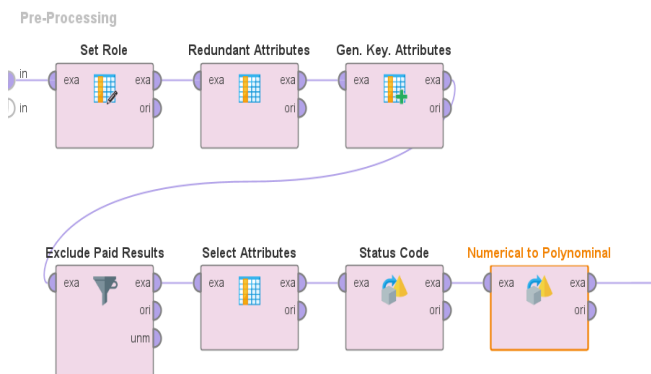 Pre-Processing
Set Role Redundant Attributes Gen. Key. Attributes
in exa exa exa exa exa exa
in ori ori ori
Exclude Paid Results Select Attributes Status Code Numerical to Polynominal
exa exa exa exa exa exa exa exa
ori ori ori ori
unm